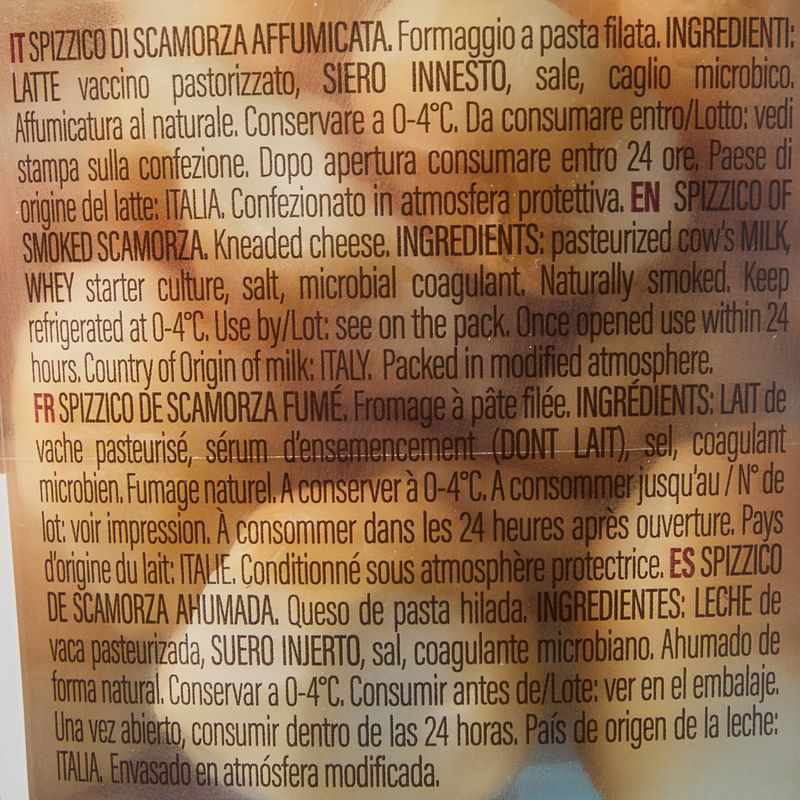 IT SPIZZICO DI SCAMORZA AFFUMICATA. Formaggio a pasta filata. INGREDIENTI:
LATTE vaccino pastorizzato, SIERO INNESTO, sale, caglio microbico.
Affumicatura al naturale. Conservare a 0-4°C. Da consumare entro/Lotto: vedi
stampa sulla confezione. Dopo apertura consumare entro 24 ore. Paese di
origine del latte: ITALIA. Confezionato in atmosfera protettiva. EN SPIZZICO OF
SMOKED SCAMORZA. Kneaded cheese. INGREDIENTS: pasteurized cow's MILK,
WHEY starter culture, salt, microbial coagulant. Naturally smoked. Keep
refrigerated at 0-4°C. Use by/Lot: see on the pack. Once opened use within 24
hours. Country of Origin of milk: ITALY. Packed in modified atmosphere.
FR SPIZZICO DE SCAMORZA FUMÉ. Fromage à pâte filée. INGRÉDIENTS: LAIT de
vache pasteurisé, sérum d'ensemencement (DONT LAIT), sel, coagulant
microbien. Fumage naturel. A conserver à 0-4°C. A consommer jusqu'au / N° de
lot: voir impression. À consommer dans les 24 heures après ouverture. Pays
d'origine du lait: ITALIE. Conditionné sous atmosphère protectrice. ES SPIZZICO
DE SCAMORZA AHUMADA. Queso de pasta hilada. INGREDIENTES: LECHE de
vaca pasteurizada, SUERO INJERTO, sal, coagulante microbiano. Ahumado de
forma natural. Conservar a 0-4°C. Consumir antes de/Lote: ver en el embalaje.
Una vez abierto, consumir dentro de las 24 horas. País de origen de la leche:
ITALIA. Envasado en atmósfera modificada.